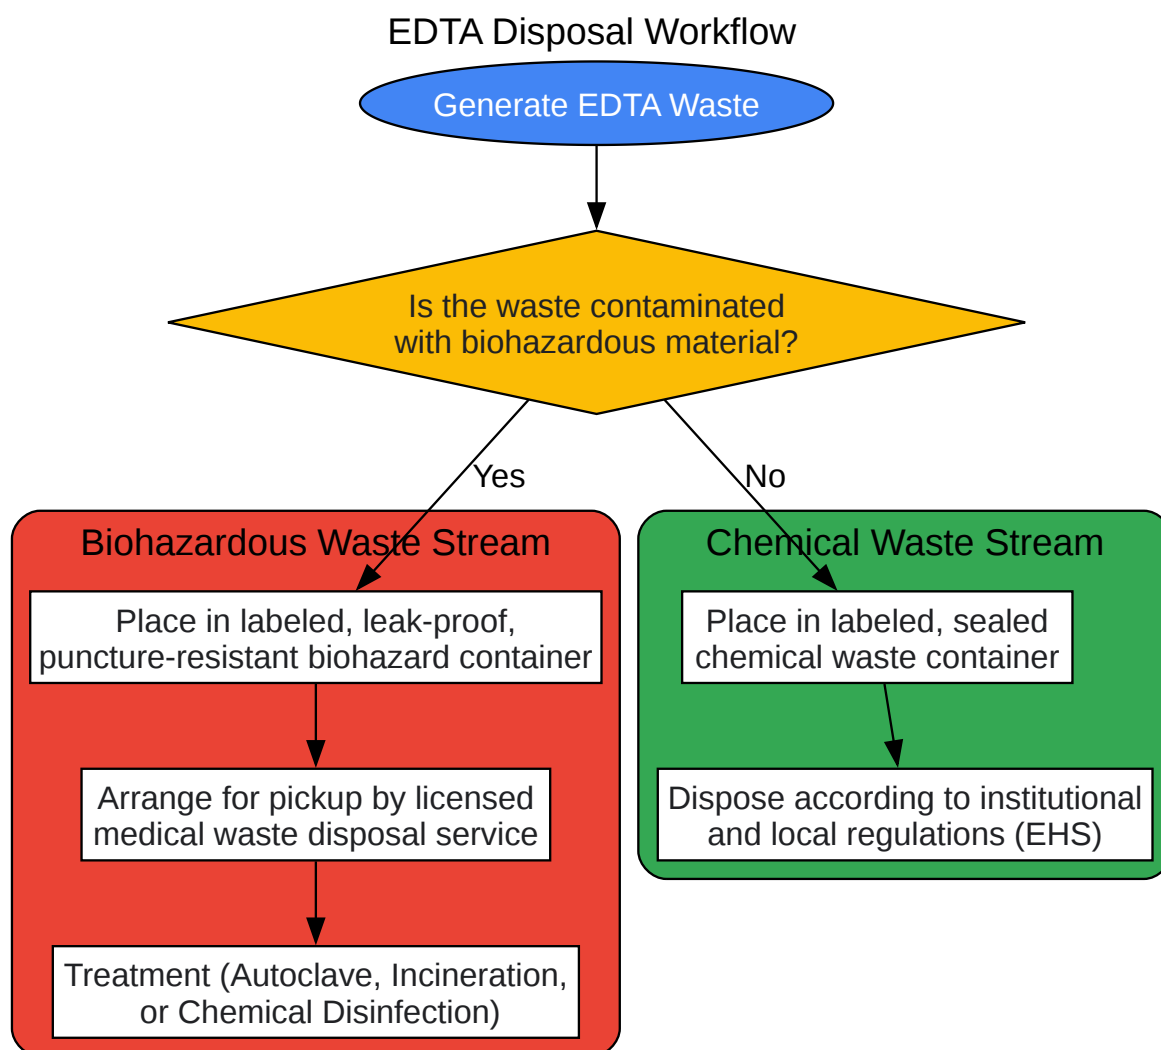 EDTA Disposal Workflow
Generate EDTA Waste
Is the waste contaminated
with biohazardous material?
Yes
No
Biohazardous Waste Stream
Place in labeled, leak-proof,
puncture-resistant biohazard container
Arrange for pickup by licensed
medical waste disposal service
Treatment (Autoclave, Incineration,
or Chemical Disinfection)
Chemical Waste Stream
Place in labeled, sealed
chemical waste container
Dispose according to institutional
and local regulations (EHS)